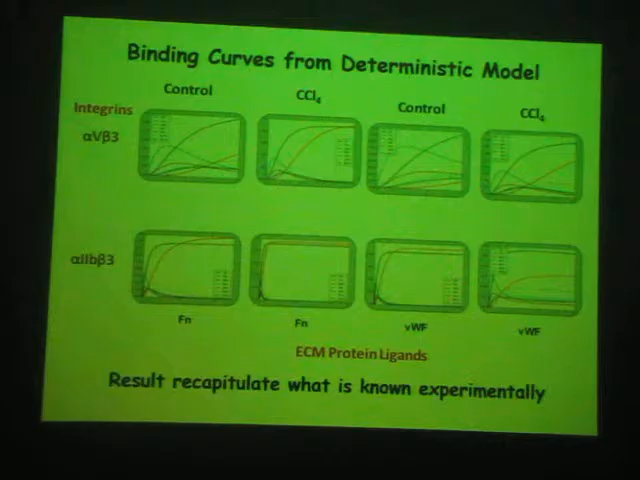 Binding Curves from Deterministic Model
Control CCl₄ Control CCl₄
Integrins
αVβ3
αIIbβ3
Fn Fn vWF vWF
ECM Protein Ligands
Result recapitulate what is known experimentally